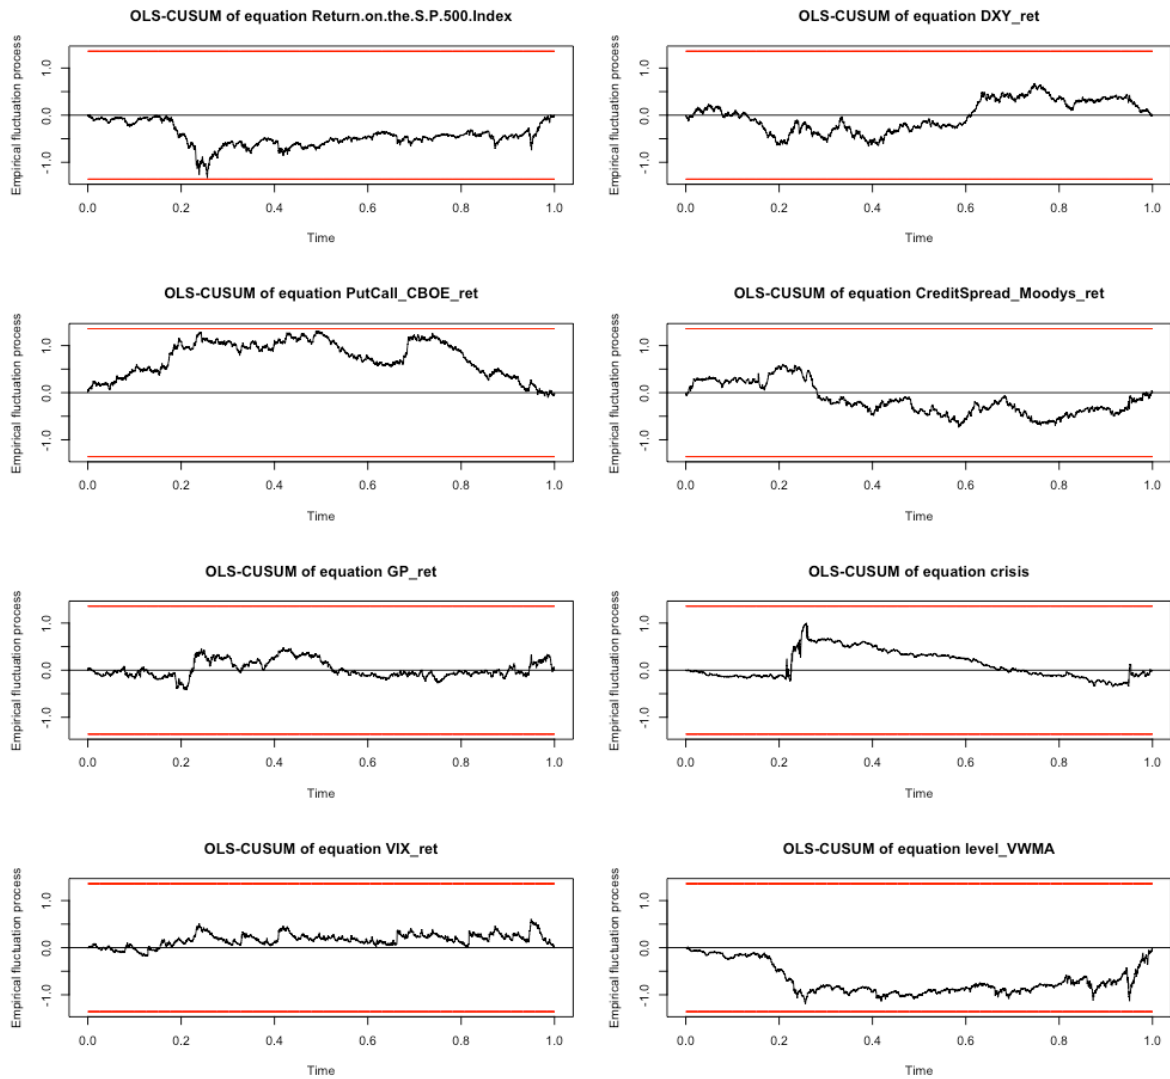 OLS-CUSUM of equation Return.on.the.S.P.500.Index
Empirical fluctuation process
1.0
0.0
-1.0
0.0 0.2 0.4 0.6 0.8 1.0
Time
OLS-CUSUM of equation DXY_ret
Empirical fluctuation process
1.0
0.0
-1.0
0.0 0.2 0.4 0.6 0.8 1.0
Time
OLS-CUSUM of equation PutCall_CBOE_ret
Empirical fluctuation process
1.0
0.0
-1.0
0.0 0.2 0.4 0.6 0.8 1.0
Time
OLS-CUSUM of equation CreditSpread_Moodys_ret
Empirical fluctuation process
1.0
0.0
-1.0
0.0 0.2 0.4 0.6 0.8 1.0
Time
OLS-CUSUM of equation GP_ret
Empirical fluctuation process
1.0
0.0
-1.0
0.0 0.2 0.4 0.6 0.8 1.0
Time
OLS-CUSUM of equation crisis
Empirical fluctuation process
1.0
0.0
-1.0
0.0 0.2 0.4 0.6 0.8 1.0
Time
OLS-CUSUM of equation VIX_ret
Empirical fluctuation process
1.0
0.0
-1.0
0.0 0.2 0.4 0.6 0.8 1.0
Time
OLS-CUSUM of equation level_VWMA
Empirical fluctuation process
1.0
0.0
-1.0
0.0 0.2 0.4 0.6 0.8 1.0
Time